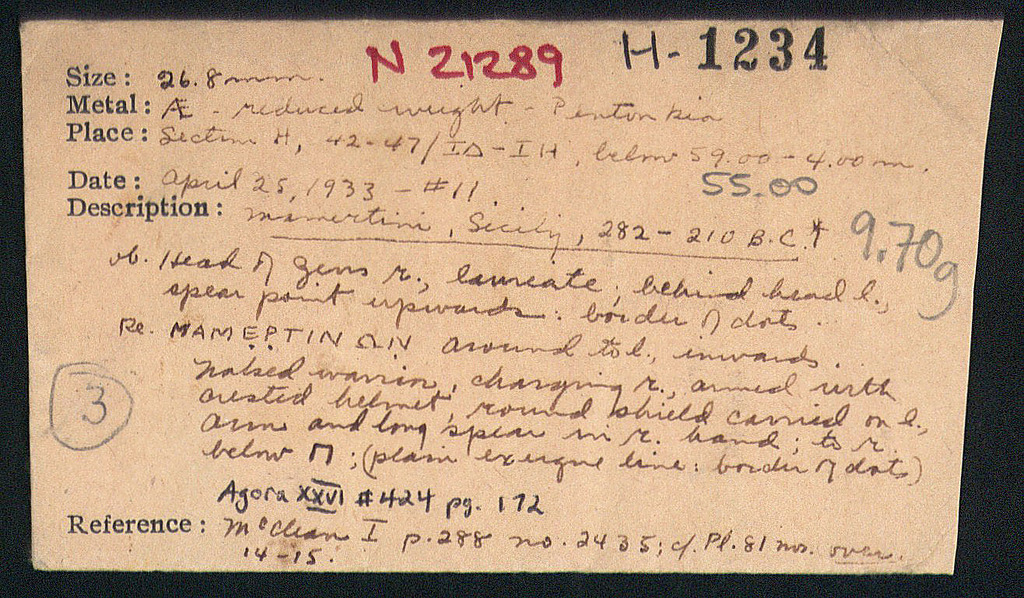 N 21289 H-1234
Size: 26.8 mm.
Metal: Æ - reduced weight - Pentonkia
Place: Section H, 42-47/ΙΔ-ΙΗ, below 59.00-4.00 m.
55.00
Date: April 25, 1933 - #11
Description: Mamertini, Sicily, 282-210 B.C.
9.70g
ob. Head of Zeus r., laureate; behind head l.,
spear point upwards: border of dots.
Re. ΜΑΜΕΡΤΙΝΩΝ around to l., inwards.
Naked warrior, charging r., armed with
crested helmet, round shield carried on l.,
arm and long spear in r. hand; to r.
below Π; (plain exergue line: border of dots)
3
Agora XXVI #424 pg. 172
Reference: McClean I p.288 no. 2435; cf. Pl. 81 nos. over.
14-15.